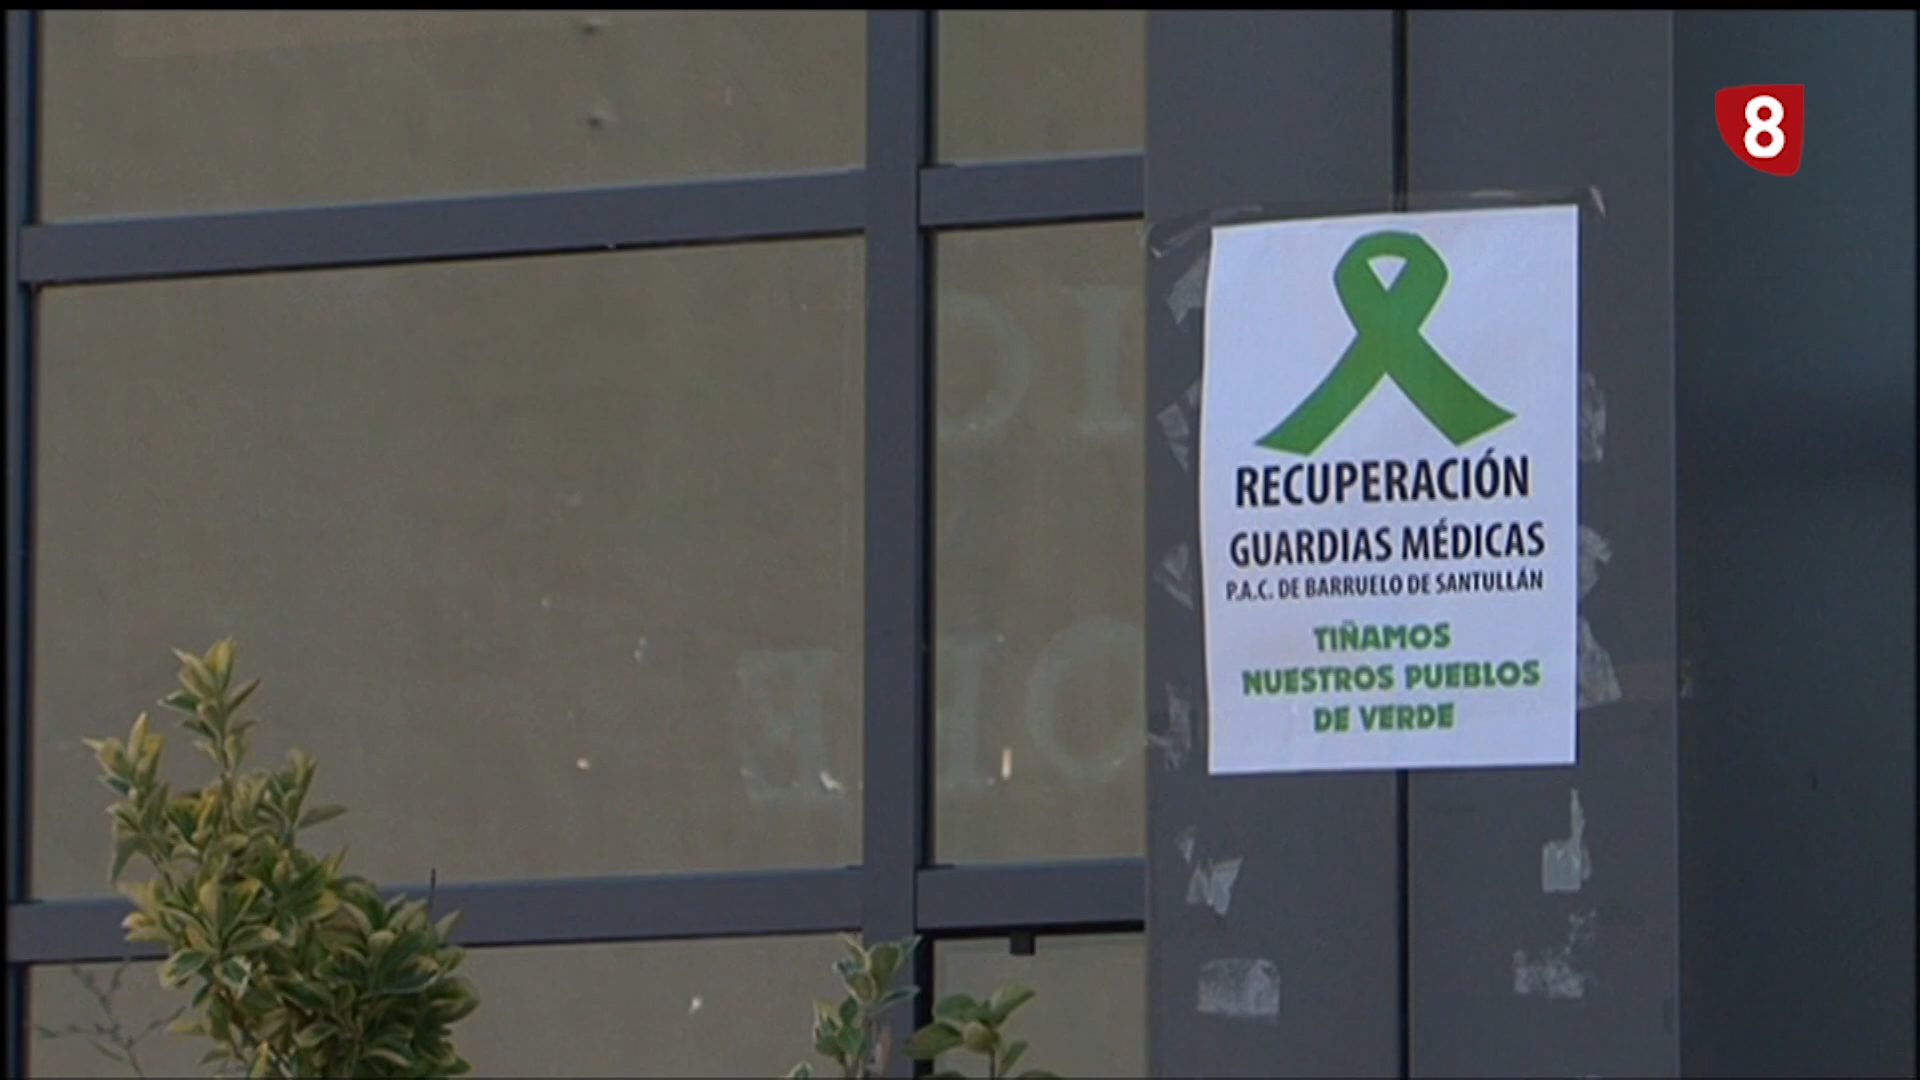 8
RECUPERACIÓN
GUARDIAS MÉDICAS
P.A.C. DE BARRUELO DE SANTULLÁN
TIÑAMOS
NUESTROS PUEBLOS
DE VERDE